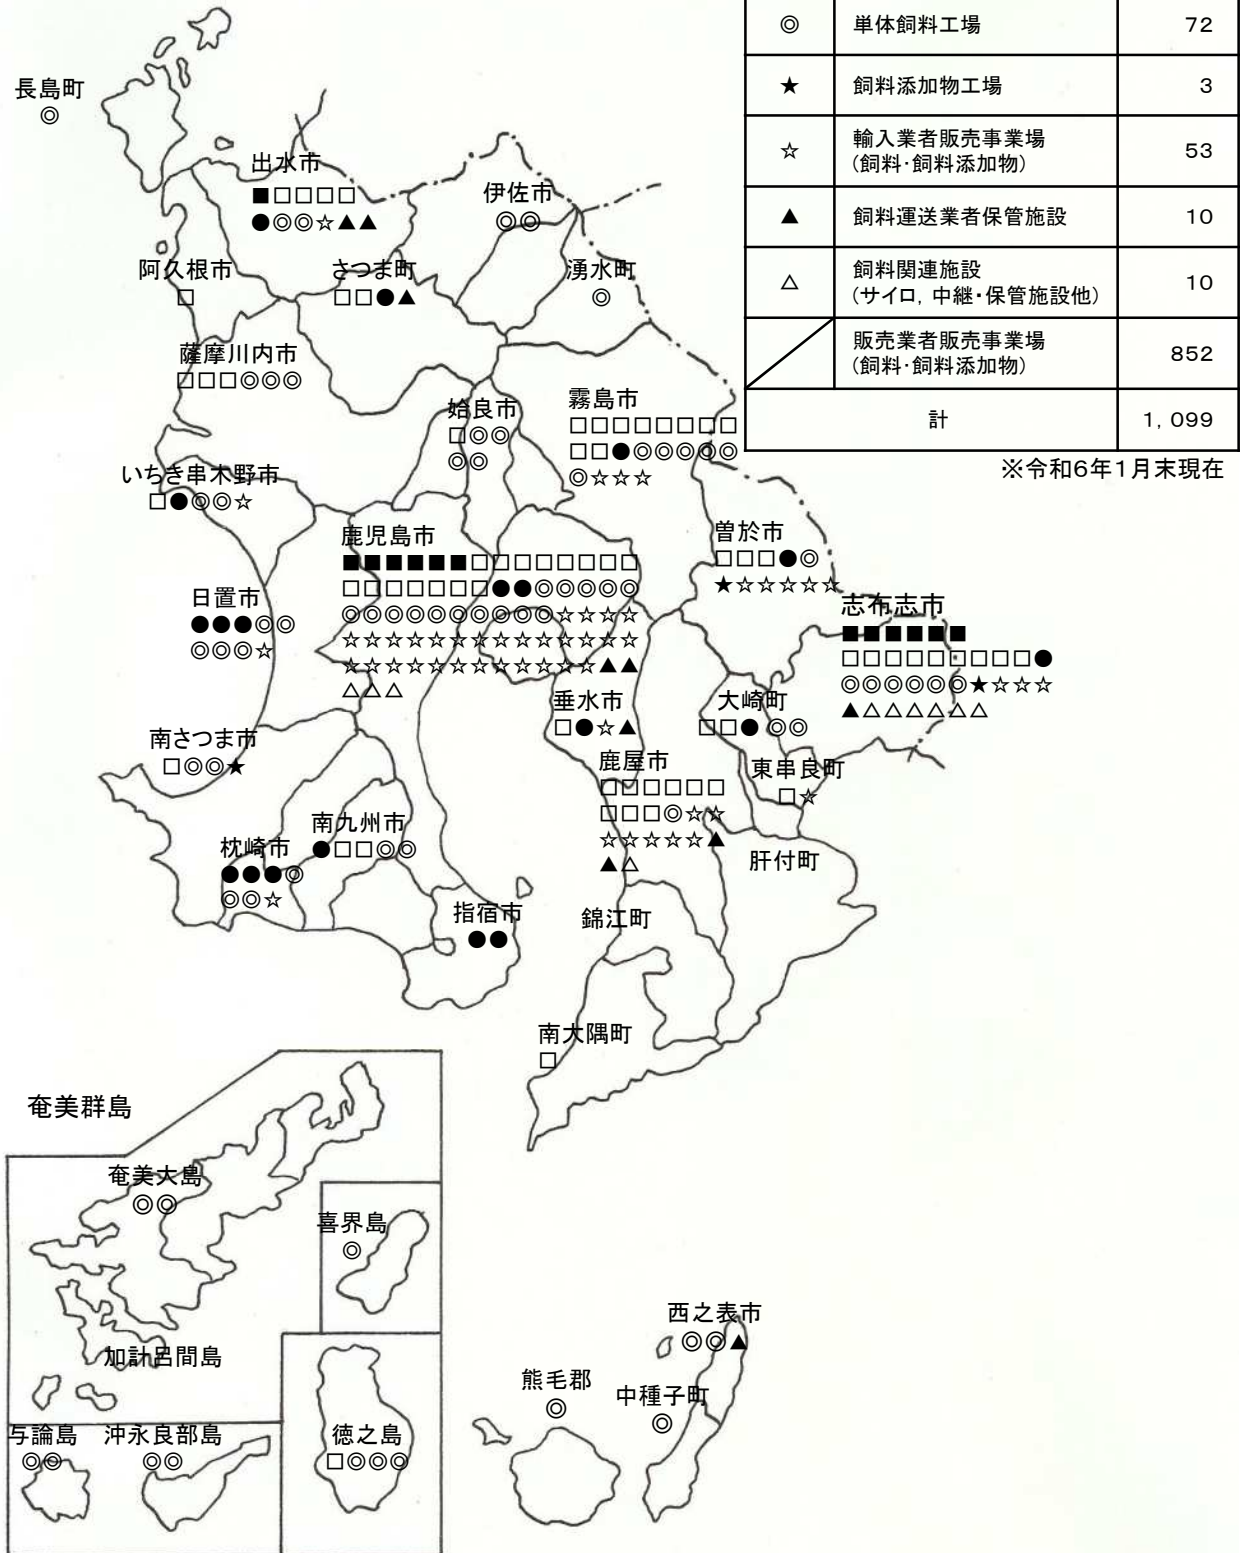 ◎ 単体飼料工場 72
★ 飼料添加物工場 3
☆ 輸入業者販売事業場
(飼料・飼料添加物) 53
▲ 飼料運送業者保管施設 10
△ 飼料関連施設
(サイロ, 中継・保管施設他) 10
販売業者販売事業場
(飼料・飼料添加物) 852
計 1,099
※令和6年1月末現在
長島町
◎
出水市
■□□□□
●◎◎☆▲▲
伊佐市
◎◎
阿久根市
□
さつま町
□□●▲
湧水町
◎
薩摩川内市
□□□◎◎◎
姶良市
□◎◎
◎◎
霧島市
□□□□□□□□
□□●◎◎◎◎◎
◎☆☆☆
いちき串木野市
□●◎◎☆
鹿児島市
■■■■■■□□□□□□□□
□□□□□□□●●◎◎◎◎◎
◎◎◎◎◎◎◎◎◎◎☆☆☆☆
☆☆☆☆☆☆☆☆☆☆☆☆☆☆
☆☆☆☆☆☆☆☆☆☆☆☆▲▲
△△△
曽於市
□□□●◎
★☆☆☆☆☆
日置市
●●●◎◎
◎◎◎☆
志布志市
■■■■■■
□□□□□□□□□●
◎◎◎◎◎◎★☆☆☆
▲△△△△△△
垂水市
□●☆▲
大崎町
□□●◎◎
南さつま市
□◎◎★
鹿屋市
□□□□□□
□□□◎☆☆
☆☆☆☆☆▲
▲△
東串良町
□☆
南九州市
●□□◎◎
枕崎市
●●●◎
◎◎☆
肝付町
指宿市
●●
錦江町
南大隅町
□
奄美群島
奄美大島
◎◎
喜界島
◎
加計呂間島
西之表市
◎◎▲
熊毛郡
◎
中種子町
◎
与論島
◎◎
沖永良部島
◎◎
徳之島
□◎◎◎